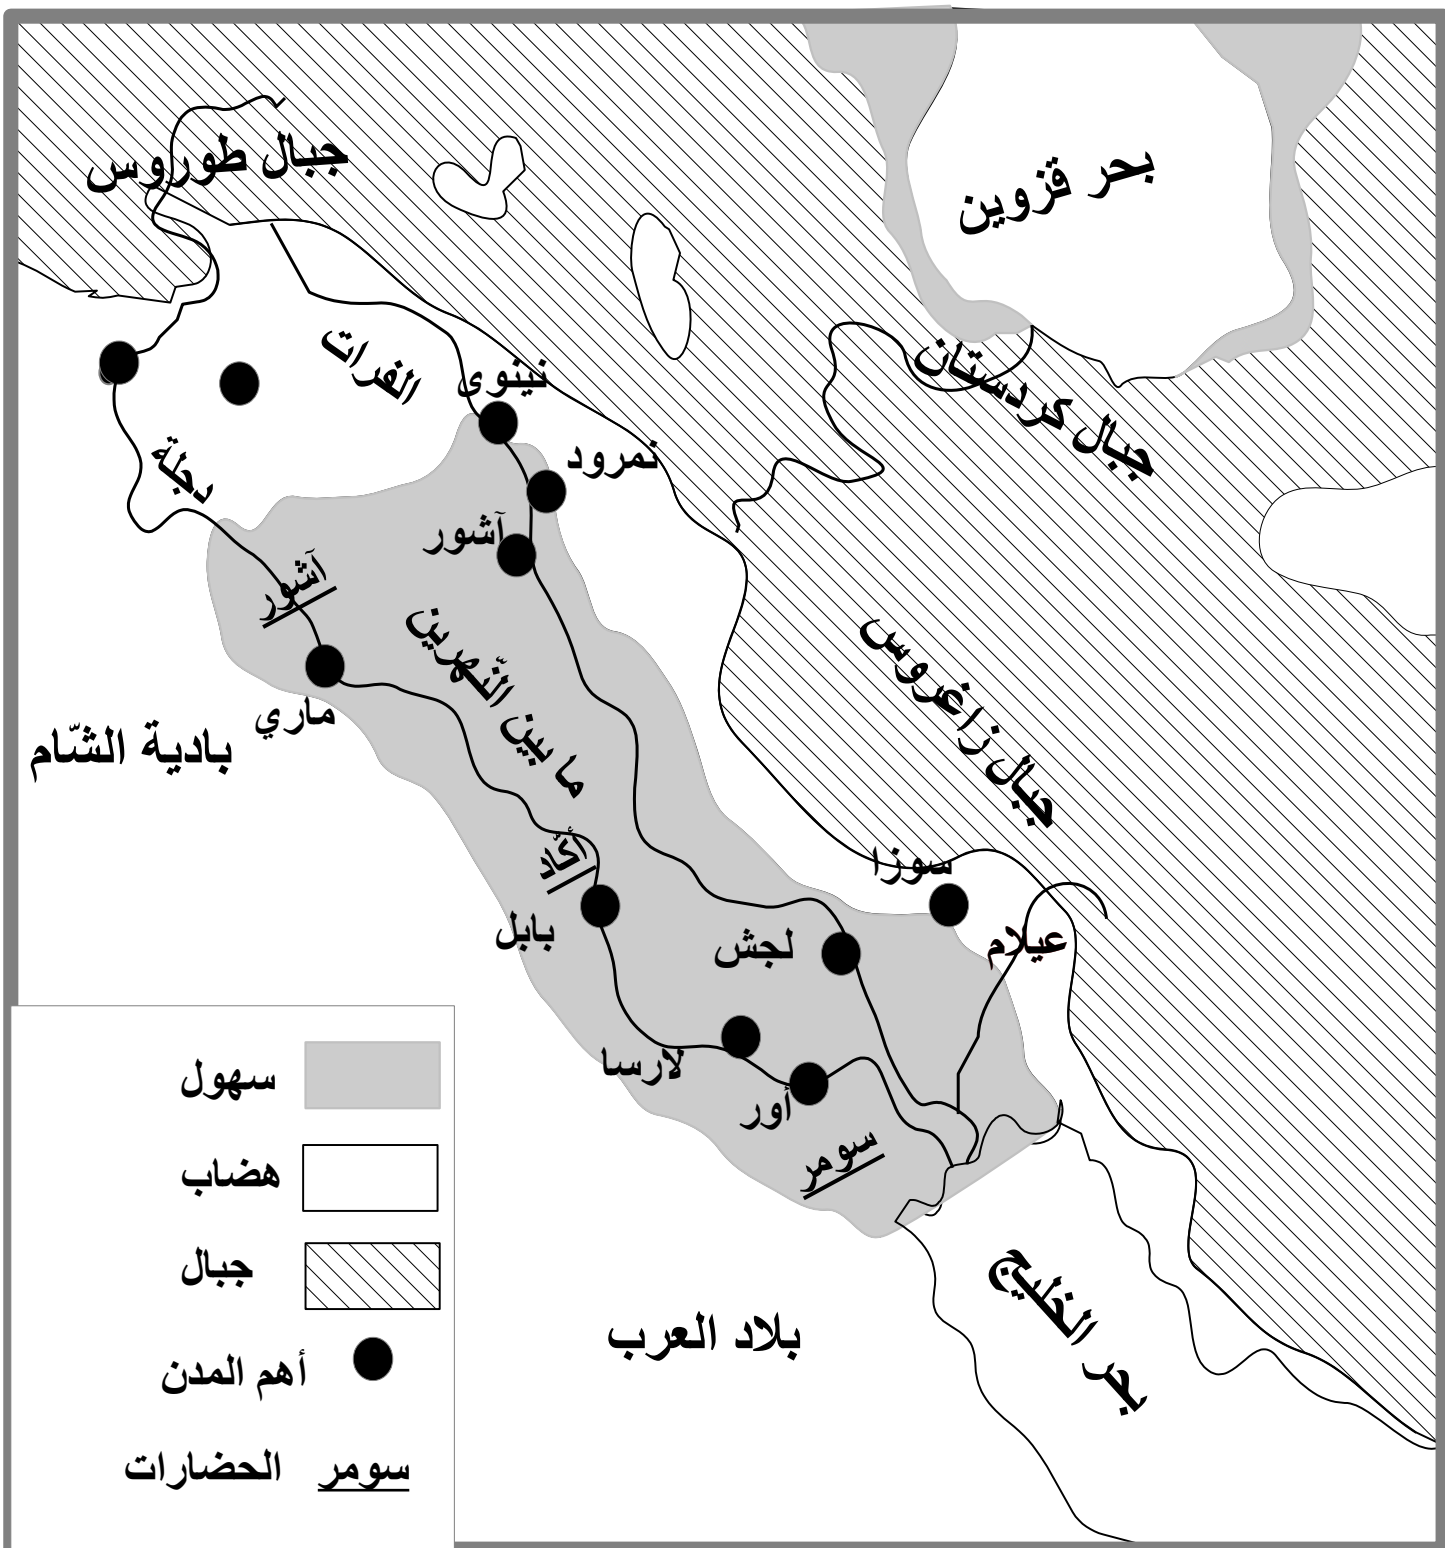 بحر قزوين
جبال طوروس
جبال كردستان
الفرات
نينوى
نمرود
دجلة
آشور
آشور
ما بين النهرين
جبال زاغروس
ماري
بادية الشّام
أكّاد
سوزا
بابل
لجش
عيلام
لارسا
أور
سومر
بحر الخليج
بلاد العرب
سهول
هضاب
جبال
أهم المدن
سومر الحضارات